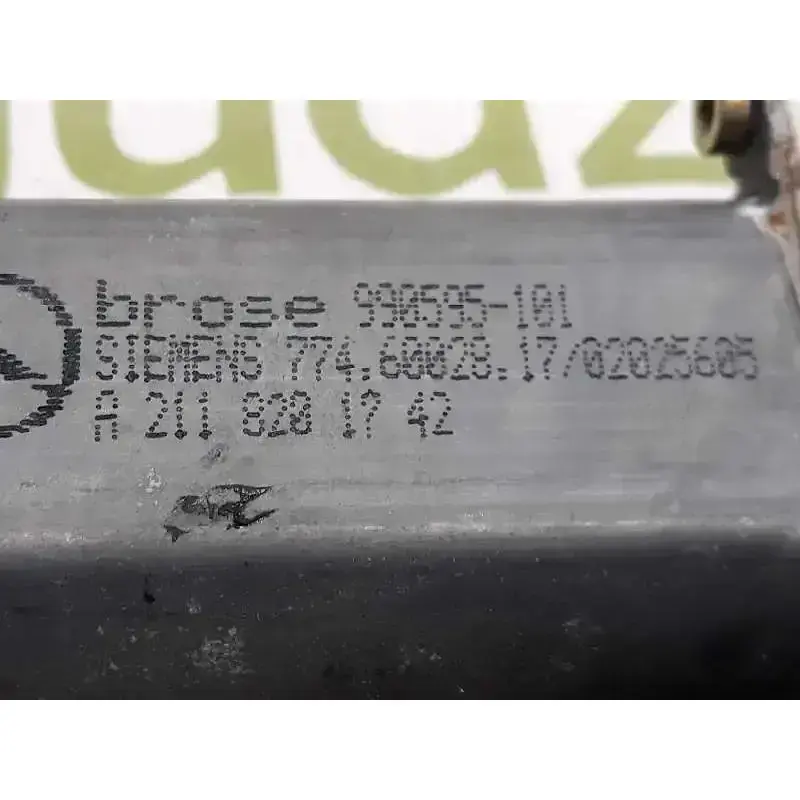 brose 990595-101
SIEMENS 774.60028.17/02025605
A 211 820 17 42